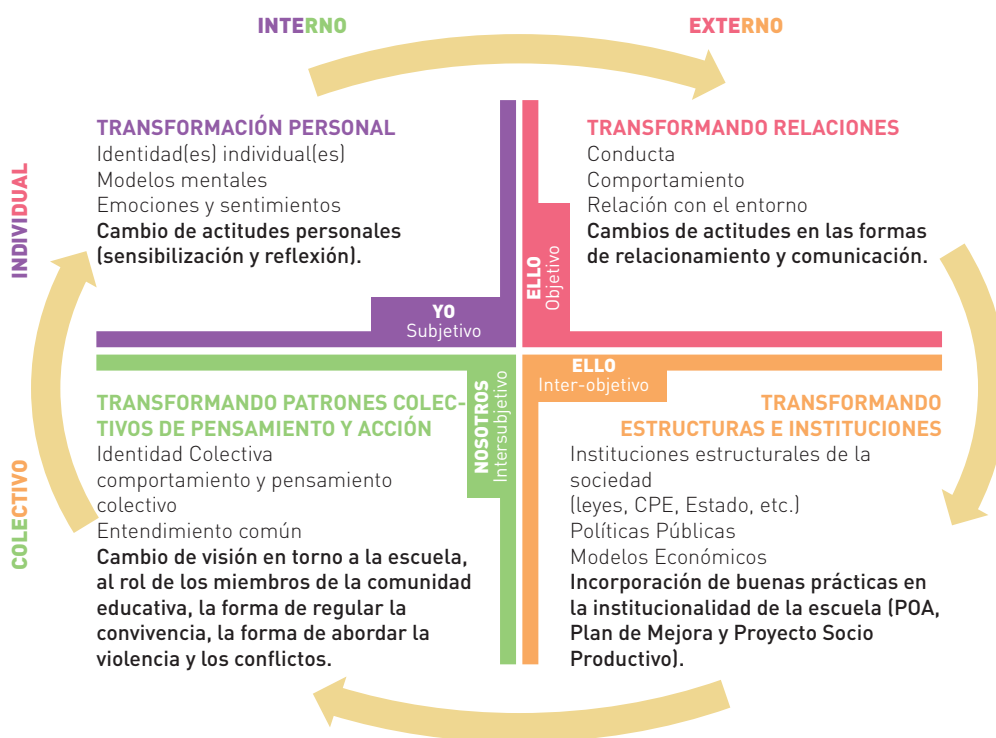 INTERNO
EXTERNO
INDIVIDUAL
TRANSFORMACIÓN PERSONAL
Identidad(es) individual(es)
Modelos mentales
Emociones y sentimientos
Cambio de actitudes personales
(sensibilización y reflexión).
YO
Subjetivo
TRANSFORMANDO RELACIONES
Conducta
Comportamiento
Relación con el entorno
Cambios de actitudes en las formas
de relacionamiento y comunicación.
ELLO
Objetivo
COLECTIVO
TRANSFORMANDO PATRONES COLEC-
TIVOS DE PENSAMIENTO Y ACCIÓN
Identidad Colectiva
comportamiento y pensamiento
colectivo
Entendimiento común
Cambio de visión en torno a la escuela,
al rol de los miembros de la comunidad
educativa, la forma de regular la
convivencia, la forma de abordar la
violencia y los conflictos.
NOSOTROS
Intersubjetivo
ELLO
Inter-objetivo
TRANSFORMANDO
ESTRUCTURAS E INSTITUCIONES
Instituciones estructurales de la
sociedad
(leyes, CPE, Estado, etc.)
Políticas Públicas
Modelos Económicos
Incorporación de buenas prácticas en
la institucionalidad de la escuela (POA,
Plan de Mejora y Proyecto Socio
Productivo).